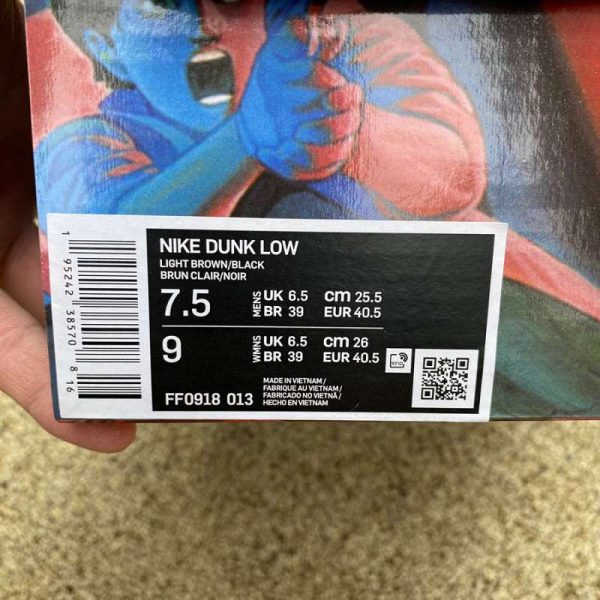 NIKE DUNK LOW
LIGHT BROWN/BLACK
BRUN CLAIR/NOIR
7.5 MENS UK 6.5 cm 25.5
BR 39 EUR 40.5
9 WMNS UK 6.5 cm 26
BR 39 EUR 40.5
RFID
FF0918 013
MADE IN VIETNAM/
FABRIQUE AU VIETNAM/
FABRICADO NO VIETNÃ/
HECHO EN VIETNAM
1 95242 38570 8 16